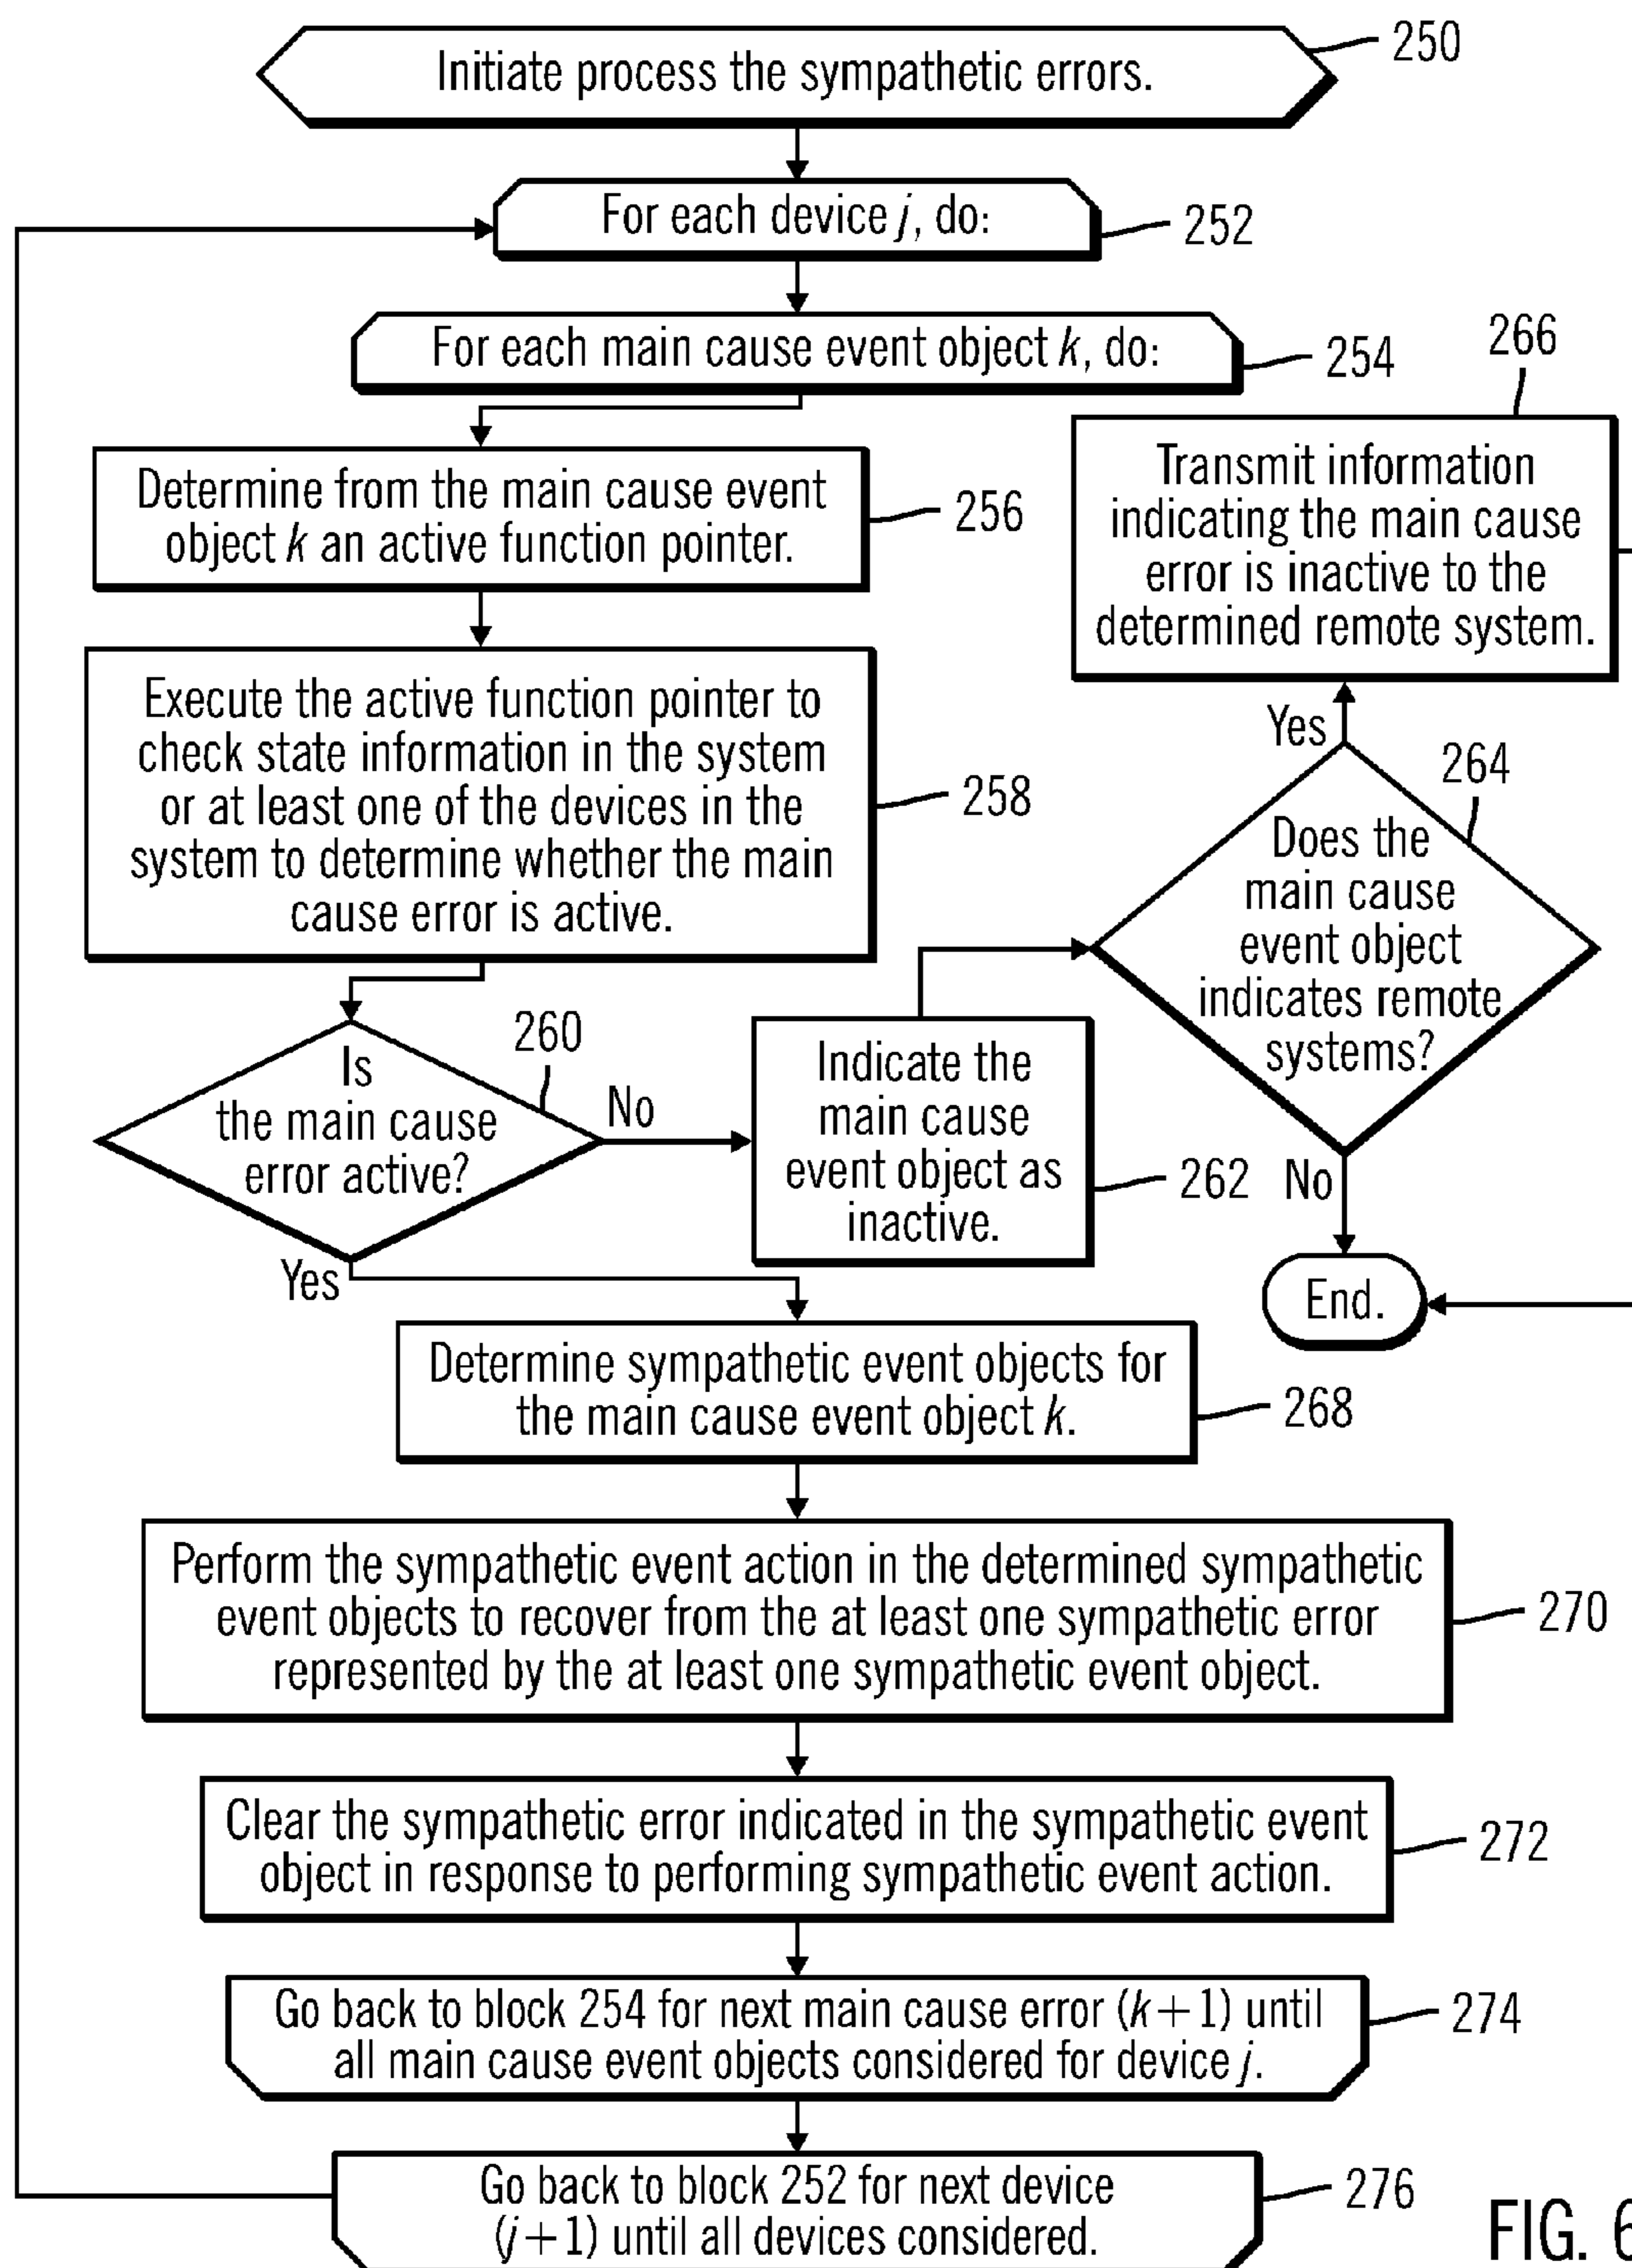 Initiate process the sympathetic errors.
250
For each device j, do:
252
For each main cause event object k, do:
254
Determine from the main cause event
object k an active function pointer.
256
Execute the active function pointer to
check state information in the system
or at least one of the devices in the
system to determine whether the main
cause error is active.
258
Is
the main cause
error active?
260
No
Yes
Indicate the
main cause
event object as
inactive.
262
Does the
main cause
event object
indicates remote
systems?
264
Yes
No
Transmit information
indicating the main cause
error is inactive to the
determined remote system.
266
End.
Determine sympathetic event objects for
the main cause event object k.
268
Perform the sympathetic event action in the determined sympathetic
event objects to recover from the at least one sympathetic error
represented by the at least one sympathetic event object.
270
Clear the sympathetic error indicated in the sympathetic event
object in response to performing sympathetic event action.
272
Go back to block 254 for next main cause error (k+1) until
all main cause event objects considered for device j.
274
Go back to block 252 for next device
(j+1) until all devices considered.
276
FIG. 6